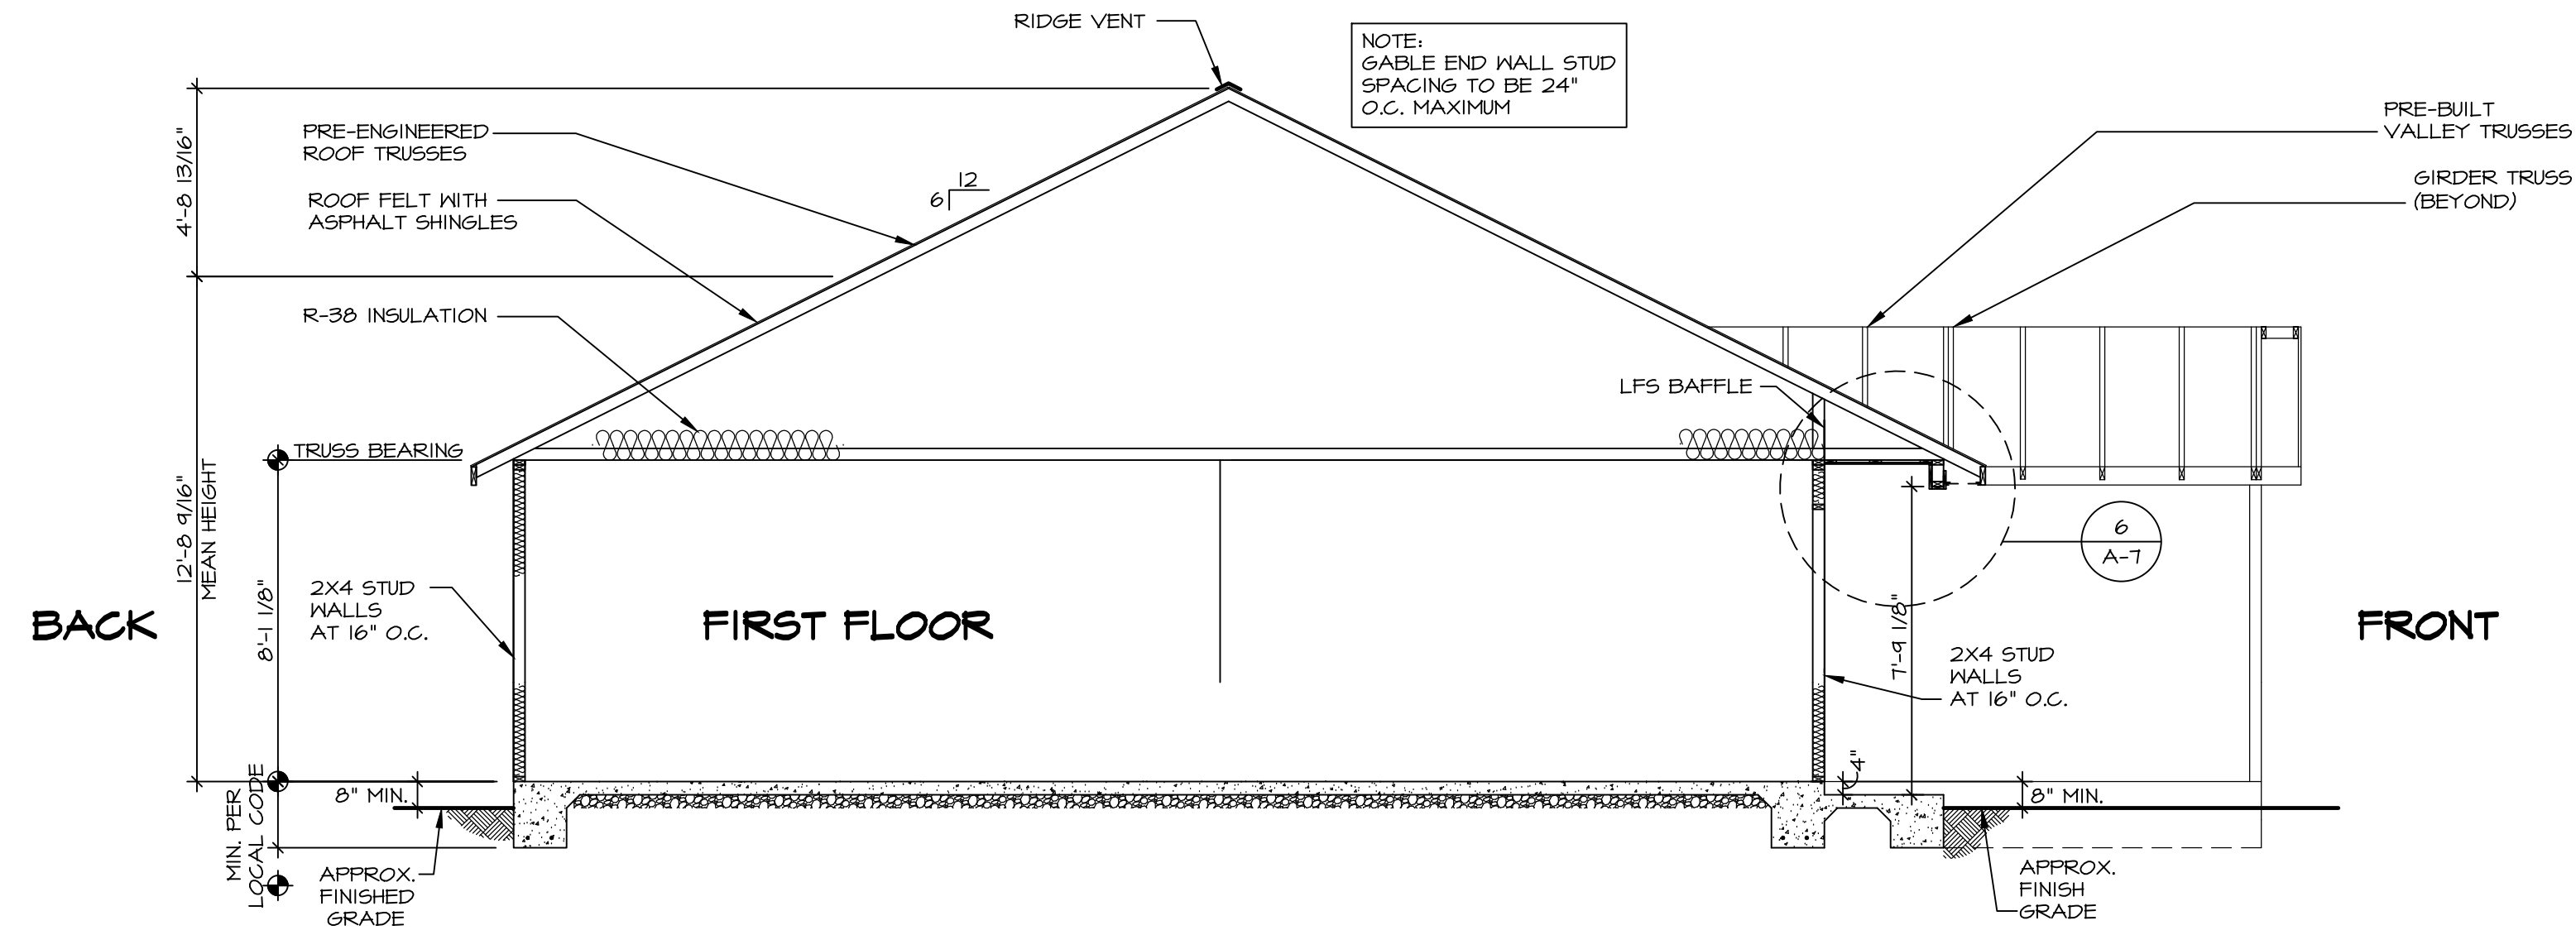 RIDGE VENT
NOTE:
GABLE END WALL STUD
SPACING TO BE 24"
O.C. MAXIMUM
PRE-BUILT
VALLEY TRUSSES
GIRDER TRUSS
(BEYOND)
PRE-ENGINEERED
ROOF TRUSSES
4'-8 13/16"
12
6
ROOF FELT WITH
ASPHALT SHINGLES
R-38 INSULATION
LFS BAFFLE
TRUSS BEARING
12'-8 9/16"
MEAN HEIGHT
6
A-7
8'-1 1/8"
2X4 STUD
WALLS
AT 16" O.C.
BACK
FIRST FLOOR
7'-9 1/8"
2X4 STUD
WALLS
AT 16" O.C.
FRONT
4"
8" MIN.
8" MIN.
MIN. PER
LOCAL CODE
APPROX.
FINISHED
GRADE
APPROX.
FINISH
GRADE